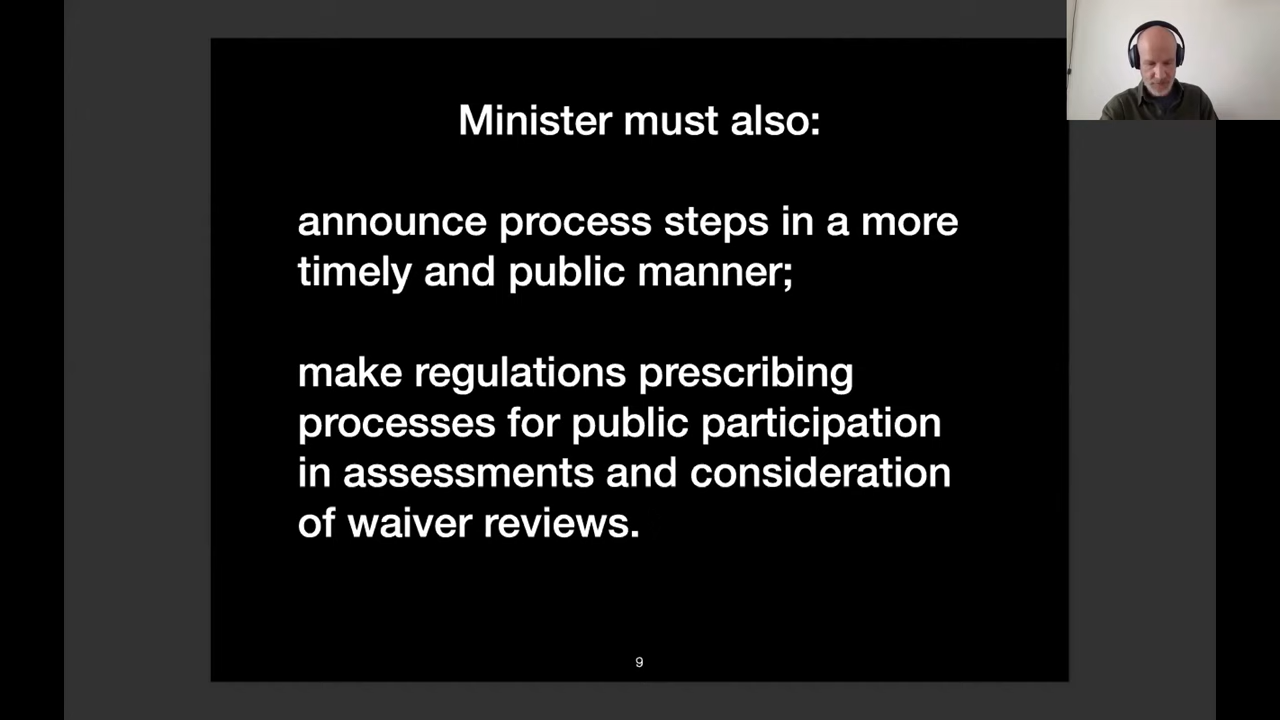 Minister must also:
announce process steps in a more
timely and public manner;
make regulations prescribing
processes for public participation
in assessments and consideration
of waiver reviews.
9